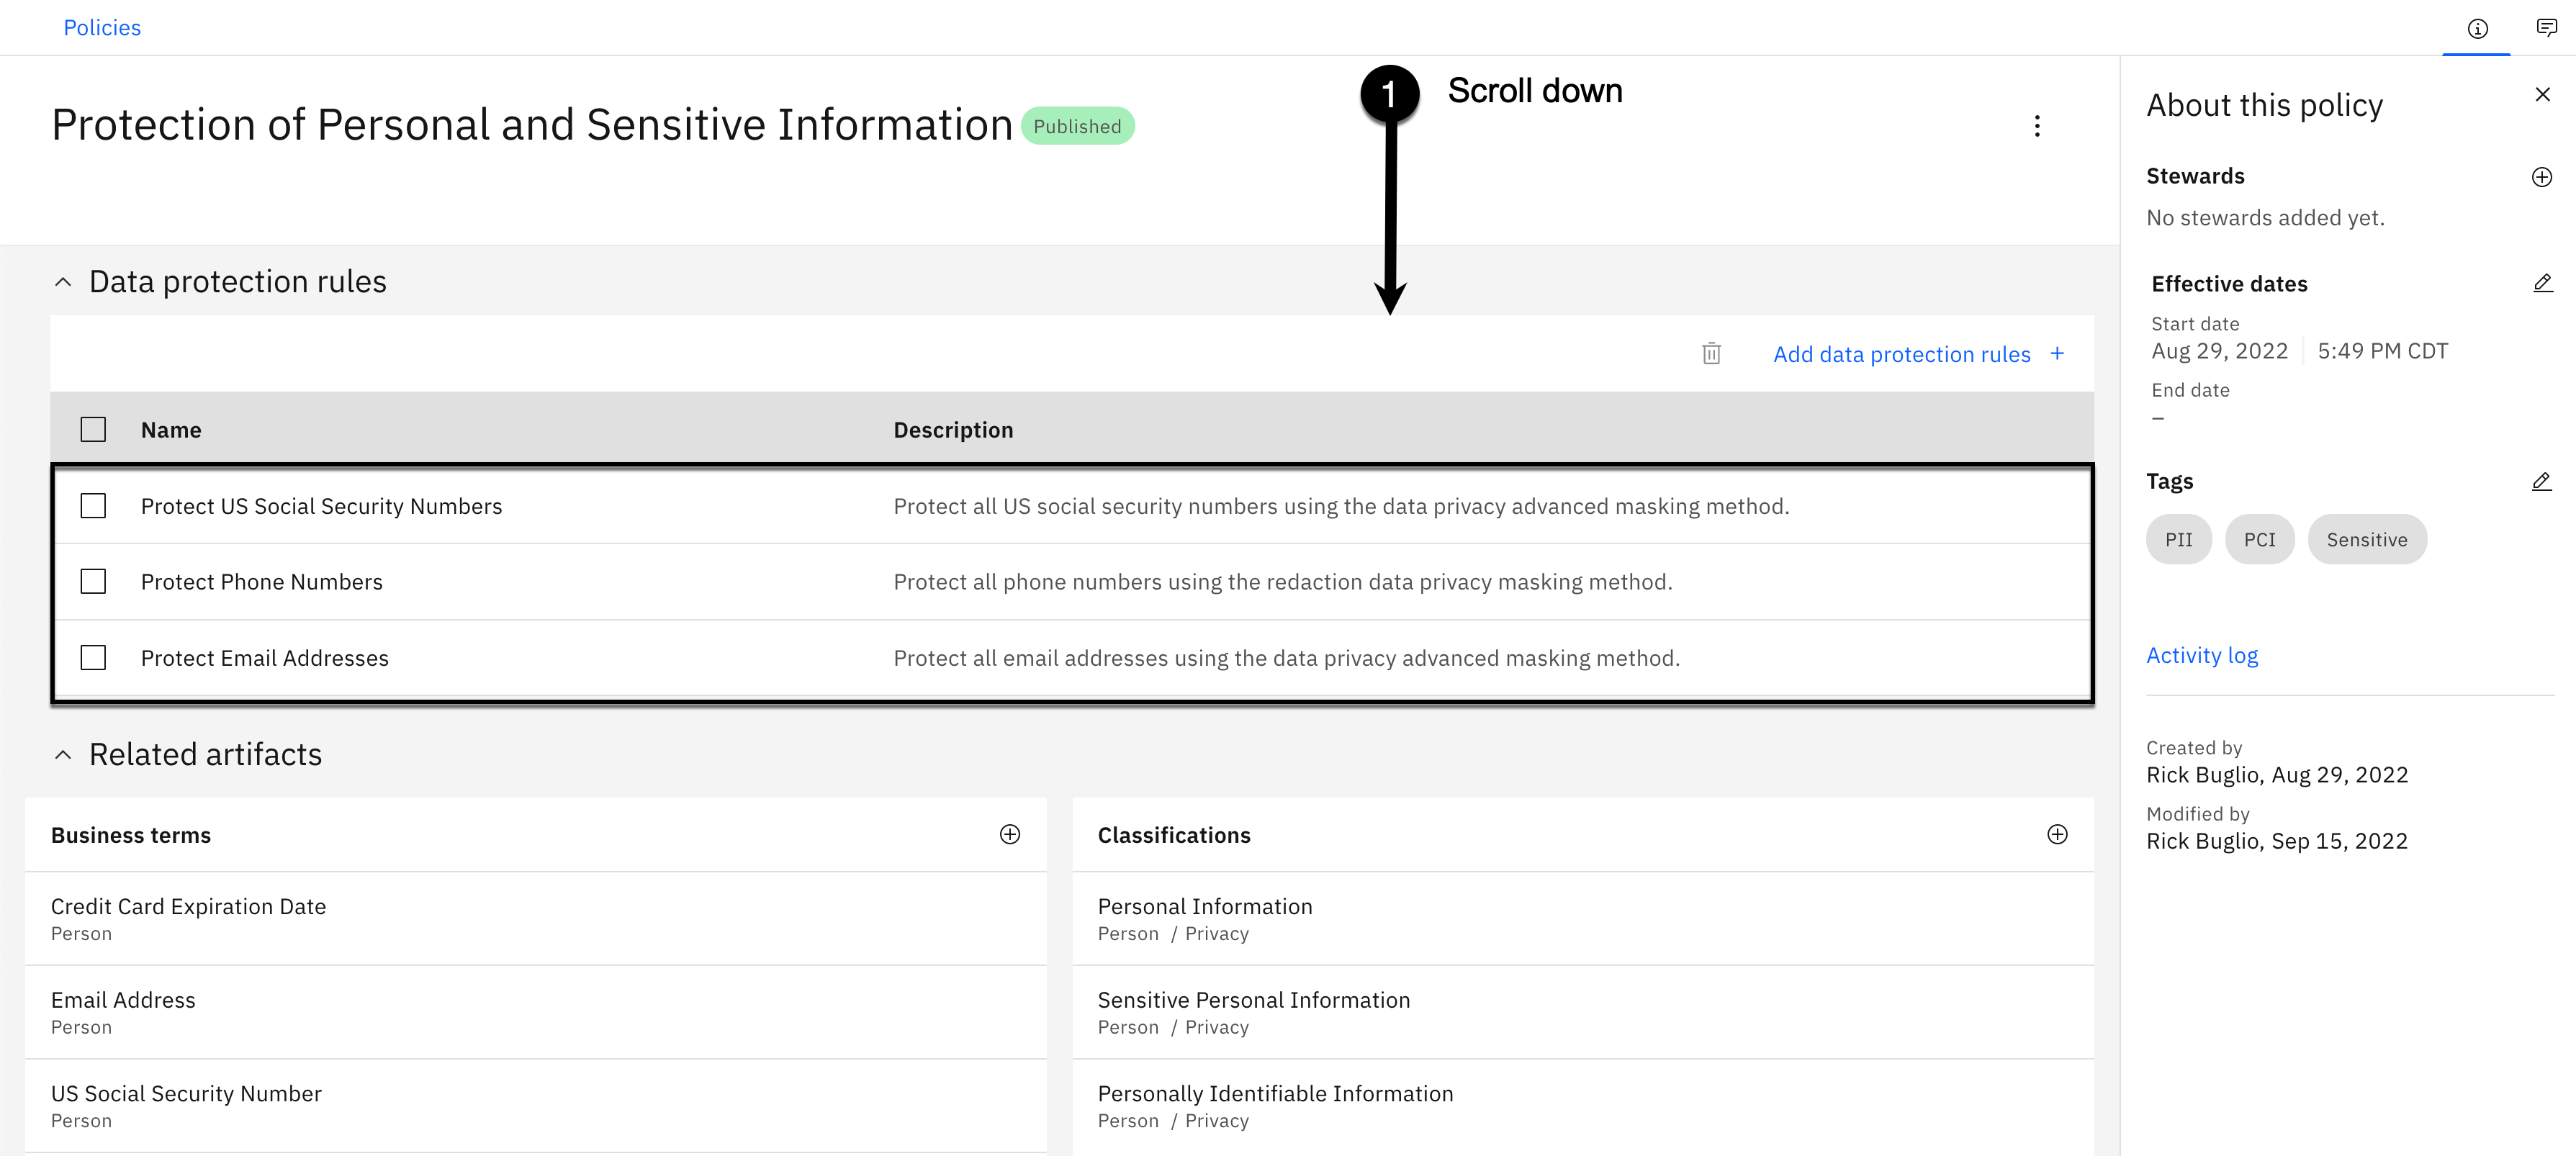 Policies
Protection of Personal and Sensitive Information Published
1 Scroll down
Data protection rules
Add data protection rules +
Name Description
Protect US Social Security Numbers Protect all US social security numbers using the data privacy advanced masking method.
Protect Phone Numbers Protect all phone numbers using the redaction data privacy masking method.
Protect Email Addresses Protect all email addresses using the data privacy advanced masking method.
Related artifacts
Business terms
Credit Card Expiration Date
Person
Email Address
Person
US Social Security Number
Person
Classifications
Personal Information
Person / Privacy
Sensitive Personal Information
Person / Privacy
Personally Identifiable Information
Person / Privacy
About this policy
Stewards
No stewards added yet.
Effective dates
Start date
Aug 29, 2022 5:49 PM CDT
End date
–
Tags
PII PCI Sensitive
Activity log
Created by
Rick Buglio, Aug 29, 2022
Modified by
Rick Buglio, Sep 15, 2022